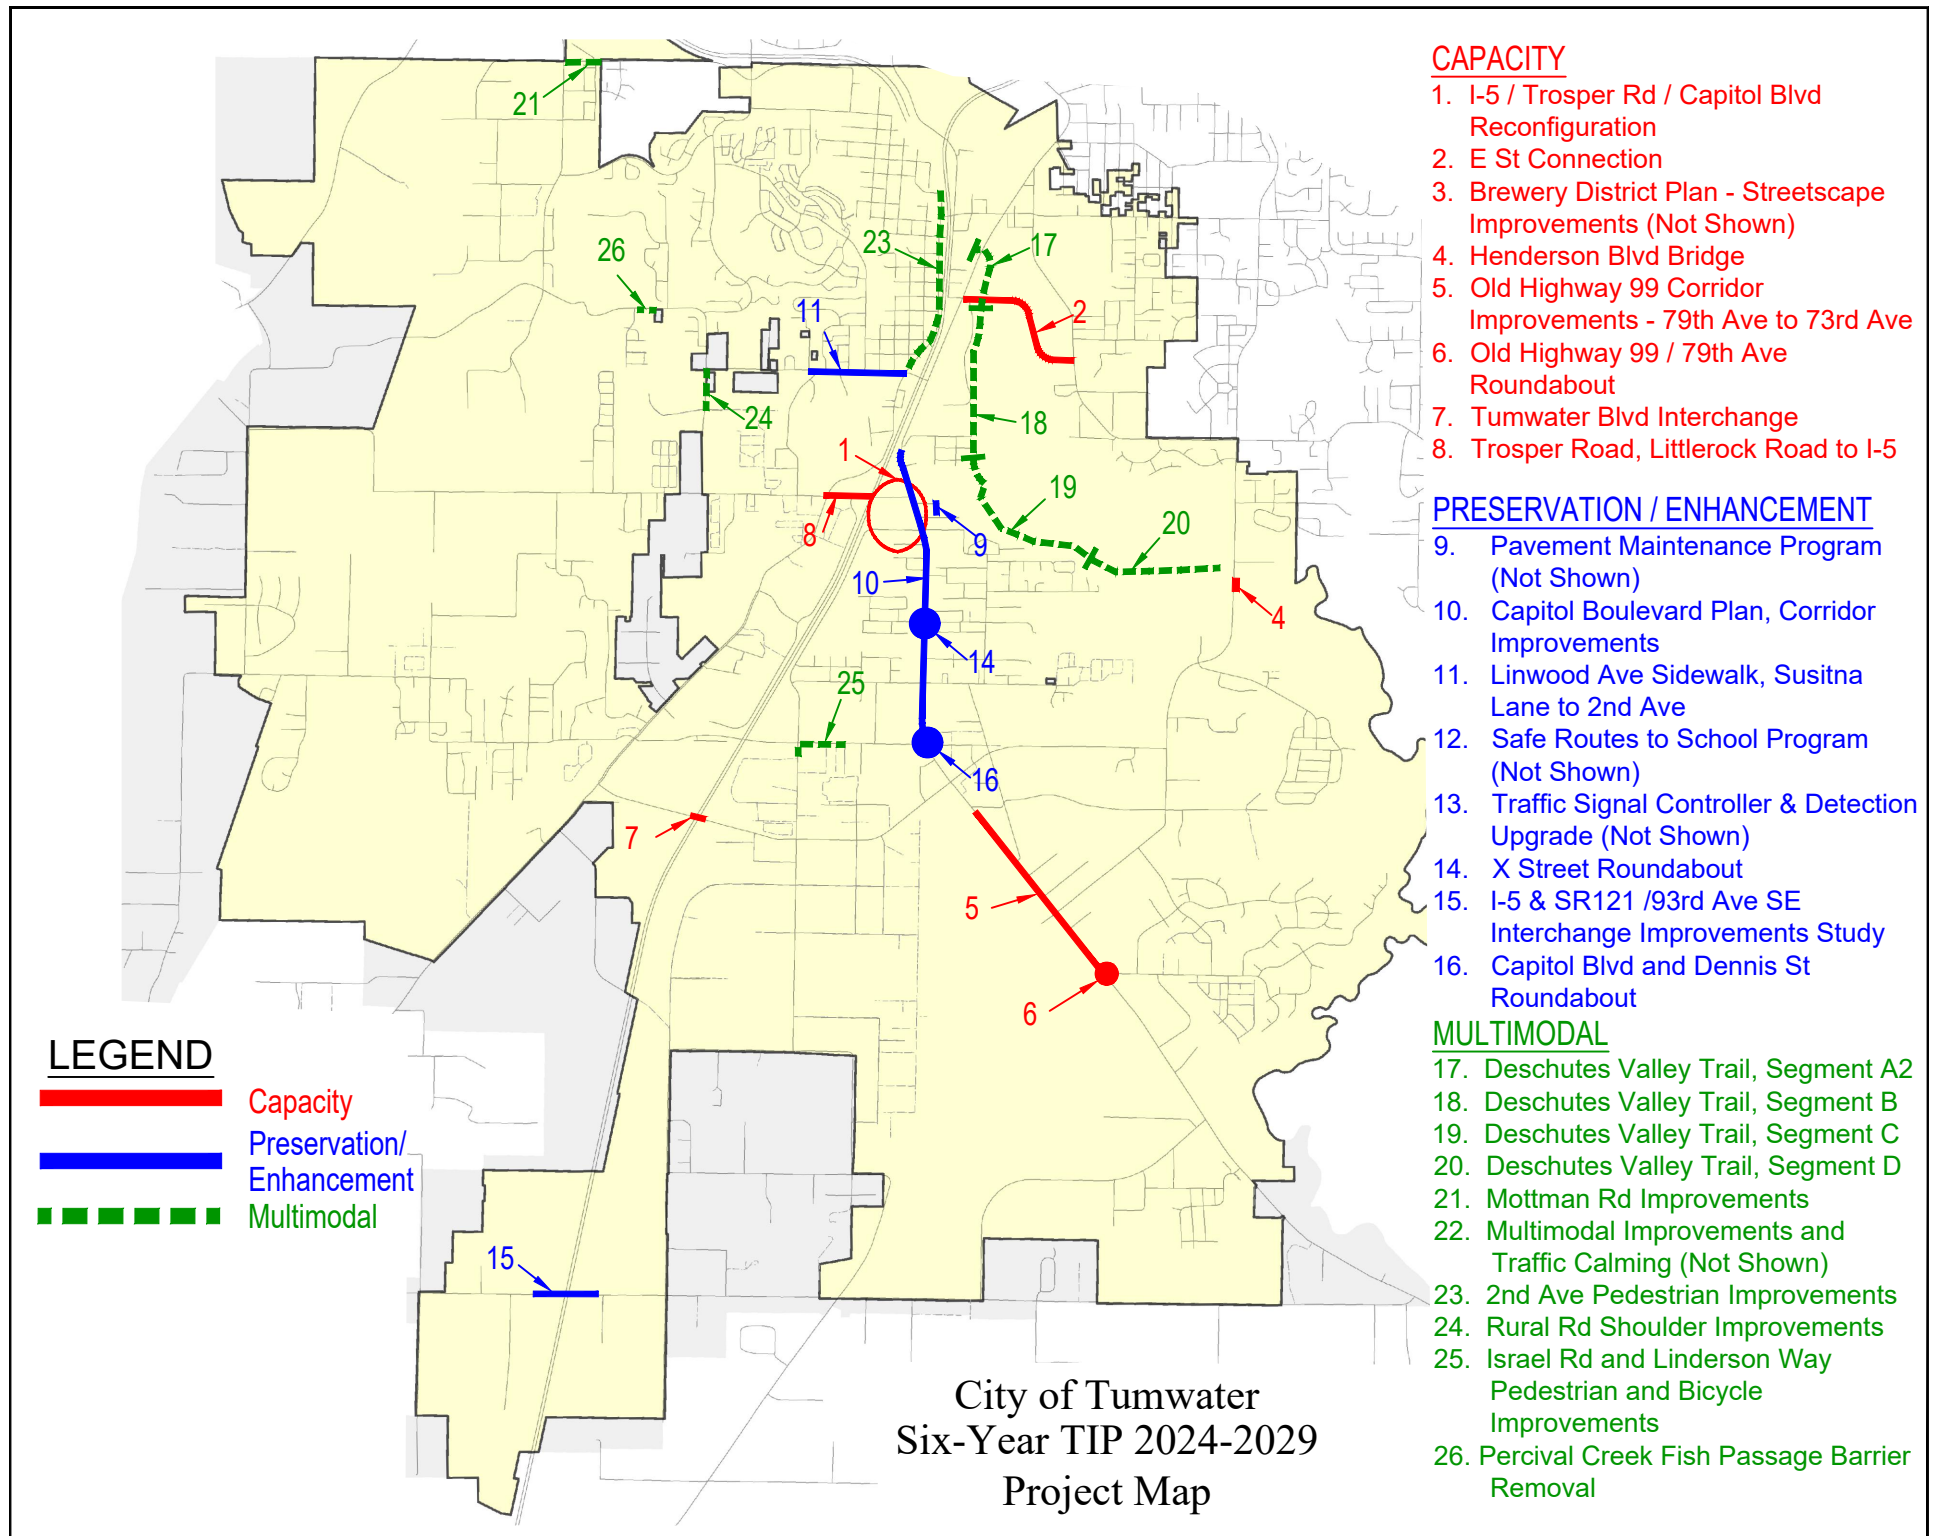 CAPACITY
1. I-5 / Trosper Rd / Capitol Blvd
Reconfiguration
2. E St Connection
3. Brewery District Plan - Streetscape
Improvements (Not Shown)
4. Henderson Blvd Bridge
5. Old Highway 99 Corridor
Improvements - 79th Ave to 73rd Ave
6. Old Highway 99 / 79th Ave
Roundabout
7. Tumwater Blvd Interchange
8. Trosper Road, Littlerock Road to I-5
PRESERVATION / ENHANCEMENT
9. Pavement Maintenance Program
(Not Shown)
10. Capitol Boulevard Plan, Corridor
Improvements
11. Linwood Ave Sidewalk, Susitna
Lane to 2nd Ave
12. Safe Routes to School Program
(Not Shown)
13. Traffic Signal Controller & Detection
Upgrade (Not Shown)
14. X Street Roundabout
15. I-5 & SR121 /93rd Ave SE
Interchange Improvements Study
16. Capitol Blvd and Dennis St
Roundabout
MULTIMODAL
17. Deschutes Valley Trail, Segment A2
18. Deschutes Valley Trail, Segment B
19. Deschutes Valley Trail, Segment C
20. Deschutes Valley Trail, Segment D
21. Mottman Rd Improvements
22. Multimodal Improvements and
Traffic Calming (Not Shown)
23. 2nd Ave Pedestrian Improvements
24. Rural Rd Shoulder Improvements
25. Israel Rd and Linderson Way
Pedestrian and Bicycle
Improvements
26. Percival Creek Fish Passage Barrier
Removal
21
23
17
26
11
2
24
18
1
19
8
9
20
10
4
14
25
16
7
5
6
15
LEGEND
Capacity
Preservation/
Enhancement
Multimodal
City of Tumwater
Six-Year TIP 2024-2029
Project Map